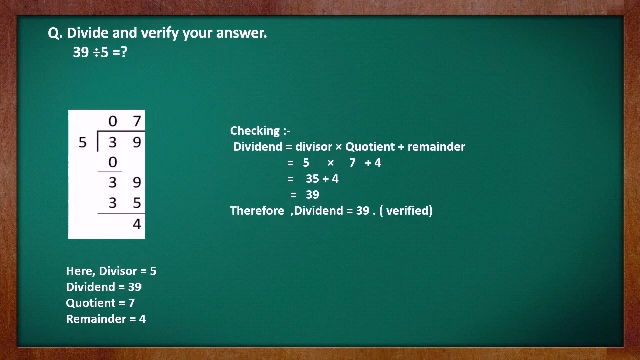 Q. Divide and verify your answer.
39 ÷5 =?
0 7
5 3 9
0
3 9
3 5
4
Checking :-
Dividend = divisor × Quotient + remainder
= 5 × 7 + 4
= 35 + 4
= 39
Therefore ,Dividend = 39 . ( verified)
Here, Divisor = 5
Dividend = 39
Quotient = 7
Remainder = 4